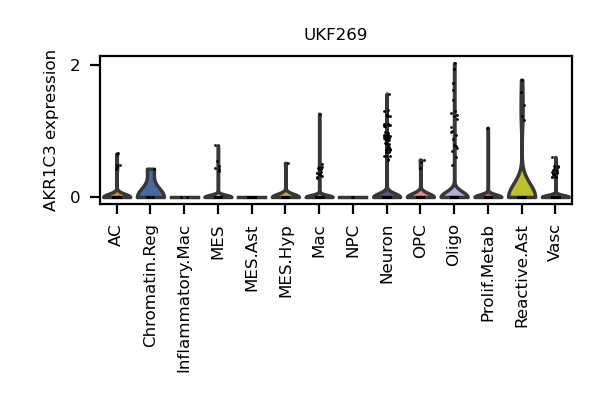 UKF269
AKR1C3 expression
2
0
AC
Chromatin.Reg
Inflammatory.Mac
MES
MES.Ast
MES.Hyp
Mac
NPC
Neuron
OPC
Oligo
Prolif.Metab
Reactive.Ast
Vasc